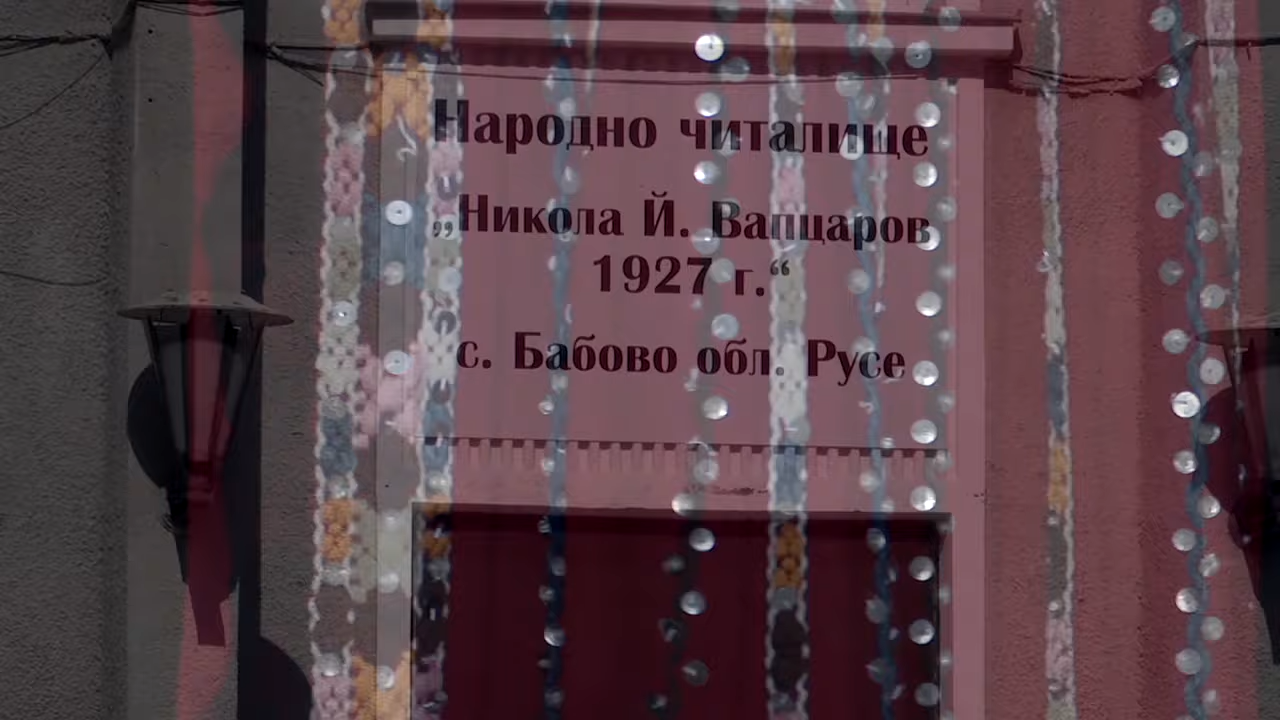 Народно читалище
„Никола Й. Вапцаров
1927 г.“
с. Бабово обл. Русе